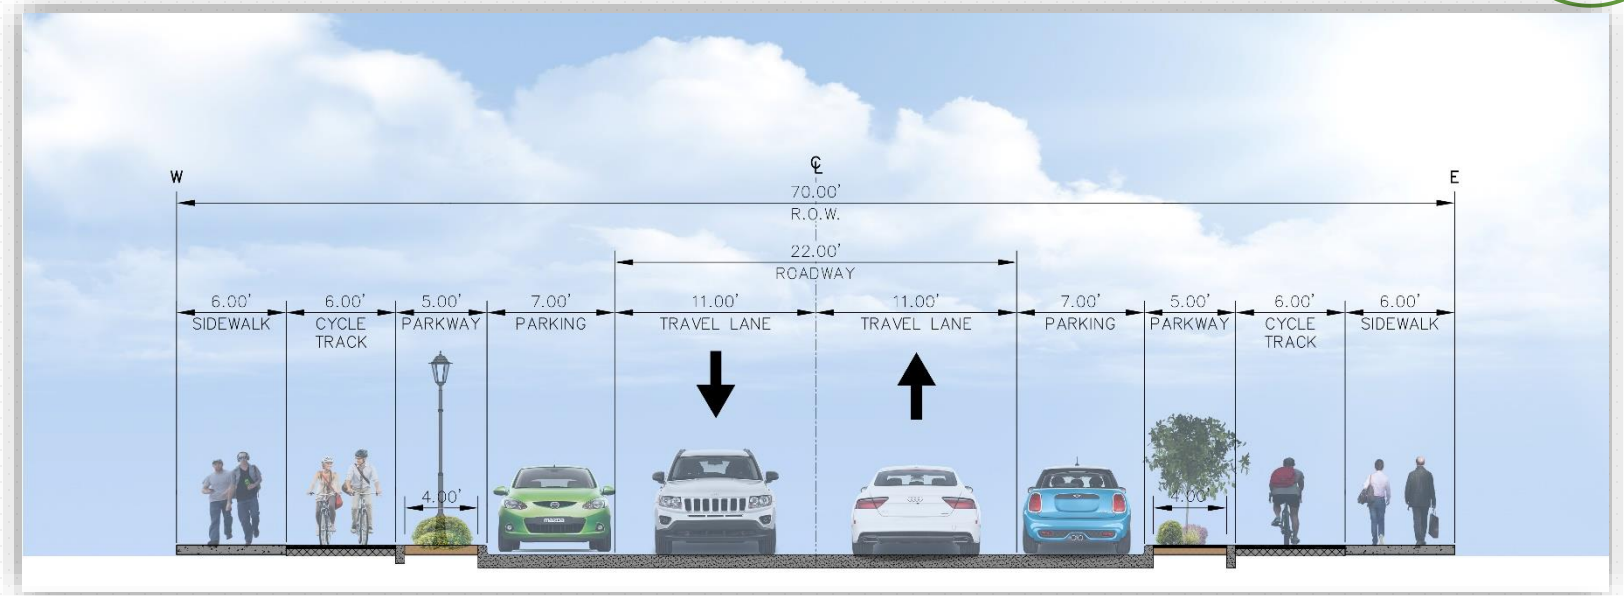 W
℄
E
70.00'
R.O.W.
22.00'
ROADWAY
6.00' 6.00' 5.00' 7.00' 11.00' 11.00' 7.00' 5.00' 6.00' 6.00'
SIDEWALK CYCLE TRACK PARKWAY PARKING TRAVEL LANE TRAVEL LANE PARKING PARKWAY CYCLE TRACK SIDEWALK
4.00' 4.00'
mazda